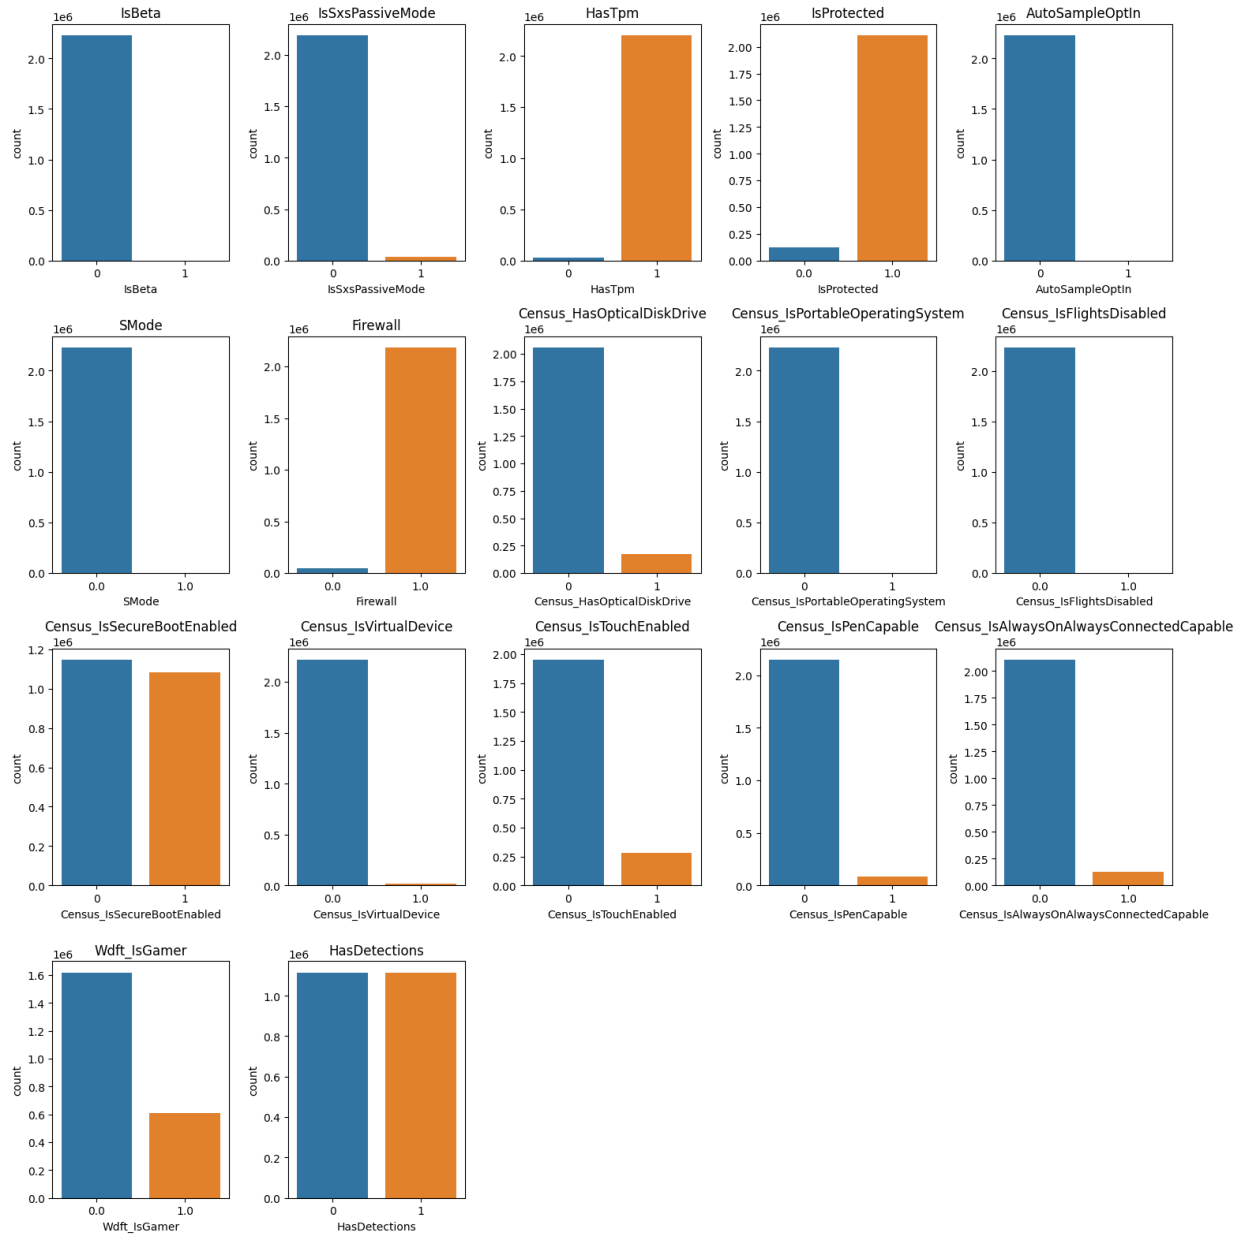 IsBeta
1e6
count
2.0
1.5
1.0
0.5
0.0
0 1
IsBeta
IsSxsPassiveMode
1e6
count
2.0
1.5
1.0
0.5
0.0
0 1
IsSxsPassiveMode
HasTpm
1e6
count
2.0
1.5
1.0
0.5
0.0
0 1
HasTpm
IsProtected
1e6
count
2.00
1.75
1.50
1.25
1.00
0.75
0.50
0.25
0.00
0.0 1.0
IsProtected
AutoSampleOptIn
1e6
count
2.0
1.5
1.0
0.5
0.0
0 1
AutoSampleOptIn
SMode
1e6
count
2.0
1.5
1.0
0.5
0.0
0.0 1.0
SMode
Firewall
1e6
count
2.0
1.5
1.0
0.5
0.0
0.0 1.0
Firewall
Census_HasOpticalDiskDrive
1e6
count
2.00
1.75
1.50
1.25
1.00
0.75
0.50
0.25
0.00
0 1
Census_HasOpticalDiskDrive
Census_IsPortableOperatingSystem
1e6
count
2.0
1.5
1.0
0.5
0.0
0 1
Census_IsPortableOperatingSystem
Census_IsFlightsDisabled
1e6
count
2.0
1.5
1.0
0.5
0.0
0.0 1.0
Census_IsFlightsDisabled
Census_IsSecureBootEnabled
1e6
count
1.2
1.0
0.8
0.6
0.4
0.2
0.0
0 1
Census_IsSecureBootEnabled
Census_IsVirtualDevice
1e6
count
2.0
1.5
1.0
0.5
0.0
0.0 1.0
Census_IsVirtualDevice
Census_IsTouchEnabled
1e6
count
2.00
1.75
1.50
1.25
1.00
0.75
0.50
0.25
0.00
0 1
Census_IsTouchEnabled
Census_IsPenCapable
1e6
count
2.0
1.5
1.0
0.5
0.0
0 1
Census_IsPenCapable
Census_IsAlwaysOnAlwaysConnectedCapable
1e6
count
2.00
1.75
1.50
1.25
1.00
0.75
0.50
0.25
0.00
0.0 1.0
Census_IsAlwaysOnAlwaysConnectedCapable
Wdft_IsGamer
1e6
count
1.6
1.4
1.2
1.0
0.8
0.6
0.4
0.2
0.0
0.0 1.0
Wdft_IsGamer
HasDetections
1e6
count
1.0
0.8
0.6
0.4
0.2
0.0
0 1
HasDetections